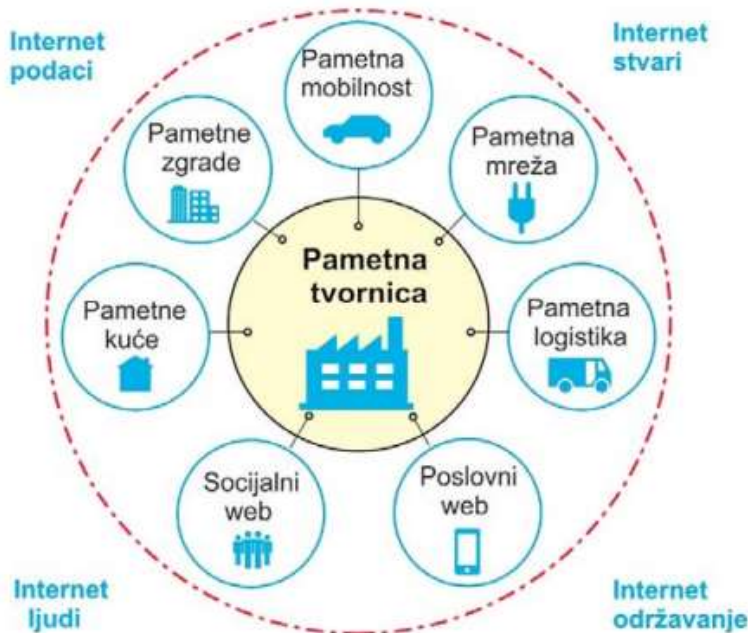 Internet
podaci
Internet
stvari
Pametna
mobilnost
Pametne
zgrade
Pametna
mreža
Pametna
tvornica
Pametne
kuće
Pametna
logistika
Socijalni
web
Poslovni
web
Internet
ljudi
Internet
održavanje